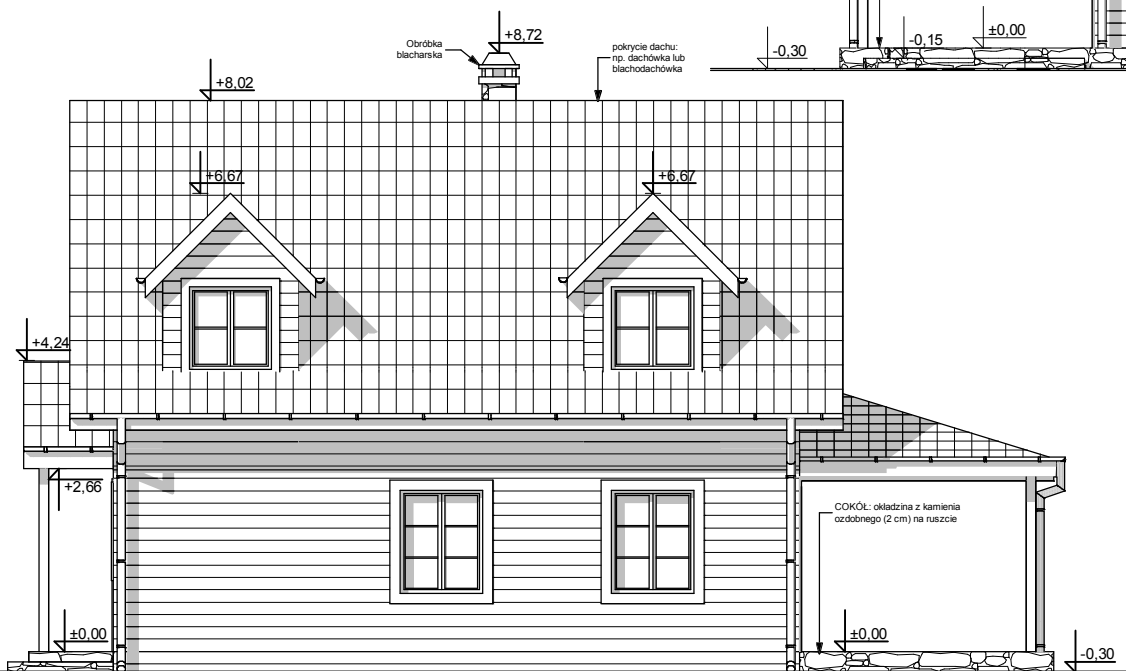 +8,72
Obróbka
blacharska
pokrycie dachu:
np. dachówka lub
blachodachówka
-0,30
-0,15
±0,00
+8,02
+6,67
+6,67
+4,24
+2,66
COKÓŁ: okładzina z kamienia
ozdobnego (2 cm) na ruszcie
±0,00
±0,00
-0,30